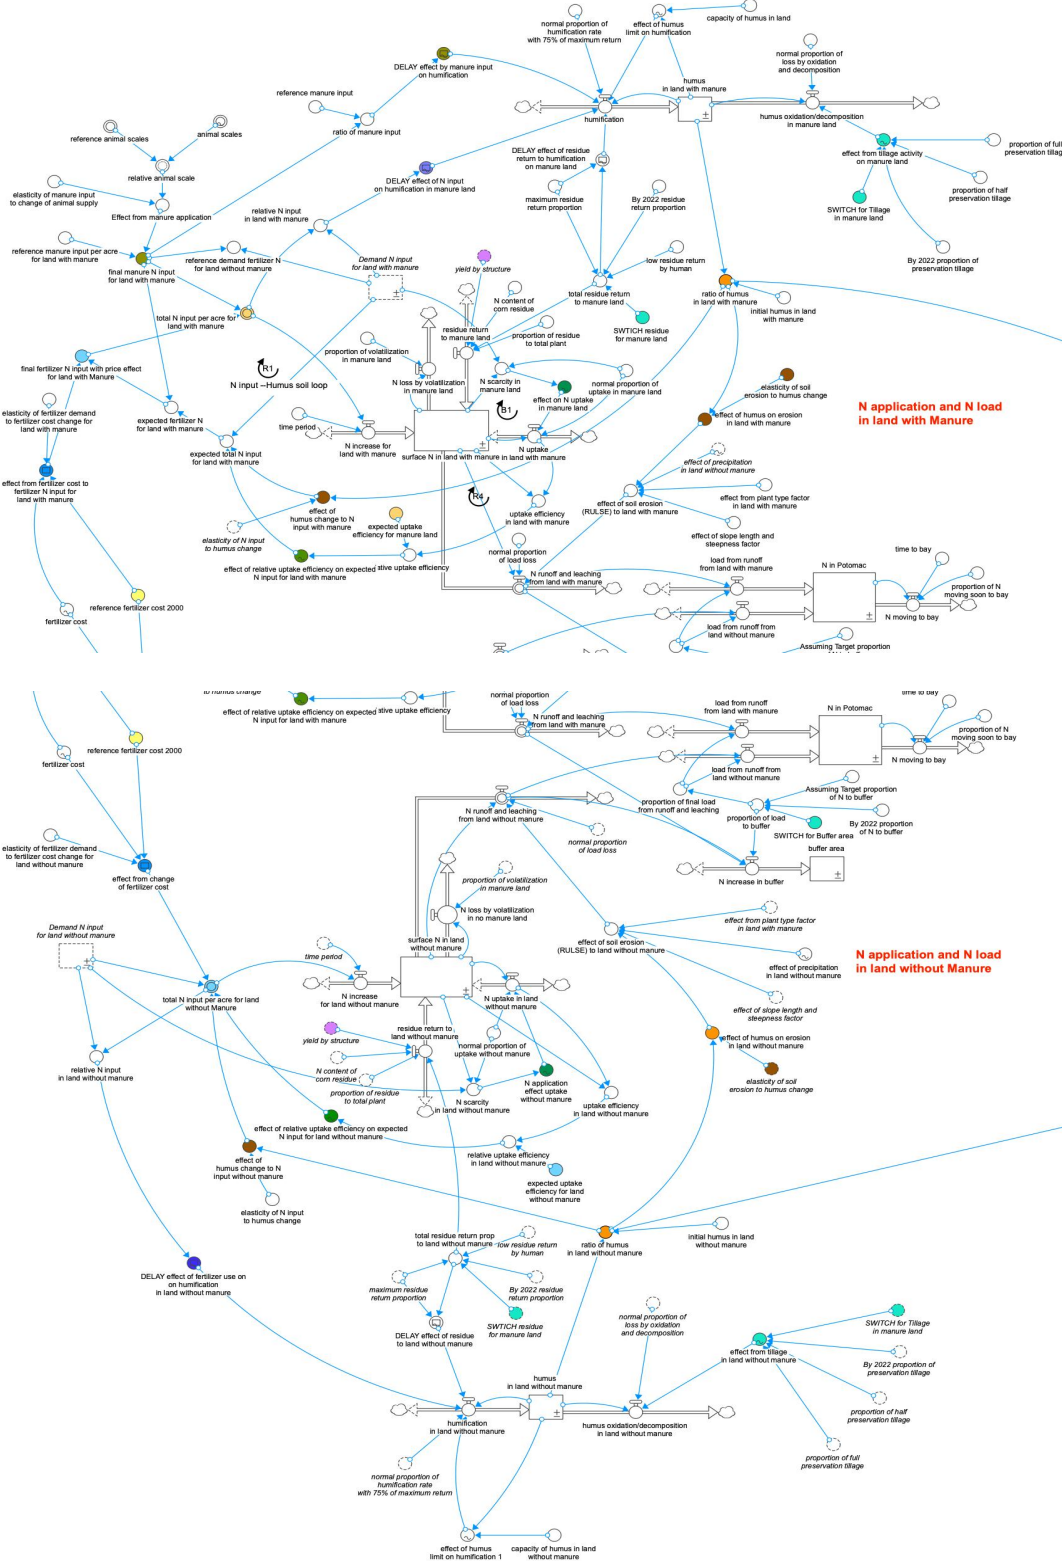 normal proportion of
humification rate
with 75% of maximum return
effect of humus
limit on humification
capacity of humus in land
normal proportion of
loss by oxidation
and decomposition
DELAY effect by manure input
on humification
humus
in land with manure
reference manure input
ratio of manure input
humification
humus oxidation/decomposition
in manure land
reference animal scales
animal scales
relative animal scale
DELAY effect of residue
return to humification
on manure land
effect from tillage activity
on manure land
proportion of full
preservation tillag
proportion of half
preservation tillage
SWITCH for Tillage
in manure land
By 2022 proportion of
preservation tillage
elasticity of manure input
to change of animal supply
Effect from manure application
DELAY effect of N input
on humification in manure land
maximum residue
return proportion
By 2022 residue
return proportion
relative N input
in land with manure
reference manure input per acre
for land with manure
final manure N input
for land with manure
reference demand fertilizer N
for land without manure
Demand N input
for land with manure
yield by structure
low residue return
by human
total residue return
to manure land
ratio of humus
in land with manure
initial humus in land
with manure
N content of
corn residue
SWTICH residue
for manure land
total N input per acre for
land with manure
residue return
to manure land
proportion of residue
to total plant
proportion of volatilization
in manure land
final fertilizer N input with price effect
for land with Manure
R1
N input --Humus soil loop
N loss by volatilization
in manure land
N scarcity in
manure land
normal proportion of
uptake in manure land
effect on N uptake
in manure land
elasticity of soil
erosion to humus change
effect of humus on erosion
in land with manure
N application and N load
in land with Manure
elasticity of fertilizer demand
to fertilizer cost change for
land with manure
expected fertilizer N
for land with manure
time period
B1
expected total N input
for land with manure
N increase for
land with manure
surface N in land with manure
N uptake
in land with manure
effect of precipitation
in land without manure
effect from fertilizer cost to
fertilizer N input for
land with manure
effect of
humus change to N
input with manure
R4
effect of soil erosion
(RULSE) to land with manure
effect from plant type factor
in land with manure
elasticity of N input
to humus change
expected uptake
efficiency for manure land
uptake efficiency
in land with manure
effect of slope length and
steepness factor
normal proportion
of load loss
effect of relative uptake efficiency on expected
N input for land with manure
tive uptake efficiency
N runoff and leaching
from land with manure
load from runoff
from land with manure
N in Potomac
time to bay
proportion of N
moving soon to bay
N moving to bay
reference fertilizer cost 2000
fertilizer cost
load from runoff from
land without manure
Assuming Target proportion
to humus change
effect of relative uptake efficiency on expected
N input for land with manure
tive uptake efficiency
normal proportion
of load loss
N runoff and leaching
from land with manure
load from runoff
from land with manure
N in Potomac
time to bay
proportion of N
moving soon to bay
N moving to bay
reference fertilizer cost 2000
fertilizer cost
load from runoff from
land without manure
Assuming Target proportion
of N to buffer
proportion of final load
from runoff and leaching
proportion of load
to buffer
By 2022 proportion
of N to buffer
SWITCH for Buffer area
N runoff and leaching
from land without manure
normal proportion
of load loss
buffer area
N increase in buffer
elasticity of fertilizer demand
to fertilizer cost change for
land without manure
effect from change
of fertilizer cost
proportion of volatilization
in manure land
N loss by volatilization
in no manure land
effect from plant type factor
in land with manure
Demand N input
for land without manure
surface N in land
without manure
effect of soil erosion
(RULSE) to land without manure
N application and N load
in land without Manure
effect of precipitation
in land without manure
time period
total N input per acre for land
without Manure
N increase
for land without manure
N uptake in land
without manure
effect of slope length and
steepness factor
yield by structure
residue return to
land without manure
normal proportion of
uptake without manure
effect of humus on erosion
in land without manure
relative N input
in land without manure
N content of
corn residue
proportion of residue
to total plant
N scarcity
in land without manure
N application
effect uptake
without manure
elasticity of soil
erosion to humus change
uptake efficiency
in land without manure
effect of relative uptake efficiency on expected
N input for land without manure
effect of
humus change to N
input without manure
relative uptake efficiency
in land without manure
expected uptake
efficiency for land
without manure
elasticity of N input
to humus change
total residue return prop
to land without manure
low residue return
by human
ratio of humus
in land without manure
initial humus in land
without manure
DELAY effect of fertilizer use on
on humification
in land without manure
maximum residue
return proportion
By 2022 residue
return proportion
SWTICH residue
for manure land
DELAY effect of residue
to land without manure
normal proportion of
loss by oxidation
and decomposition
SWITCH for Tillage
in manure land
effect from tillage
in land without manure
By 2022 proportion of
preservation tillage
humus
in land without manure
humification
in land without manure
humus oxidation/decomposition
in land without manure
proportion of half
preservation tillage
proportion of full
preservation tillage
normal proportion of
humification rate
with 75% of maximum return
effect of humus
limit on humification 1
capacity of humus in land
without manure